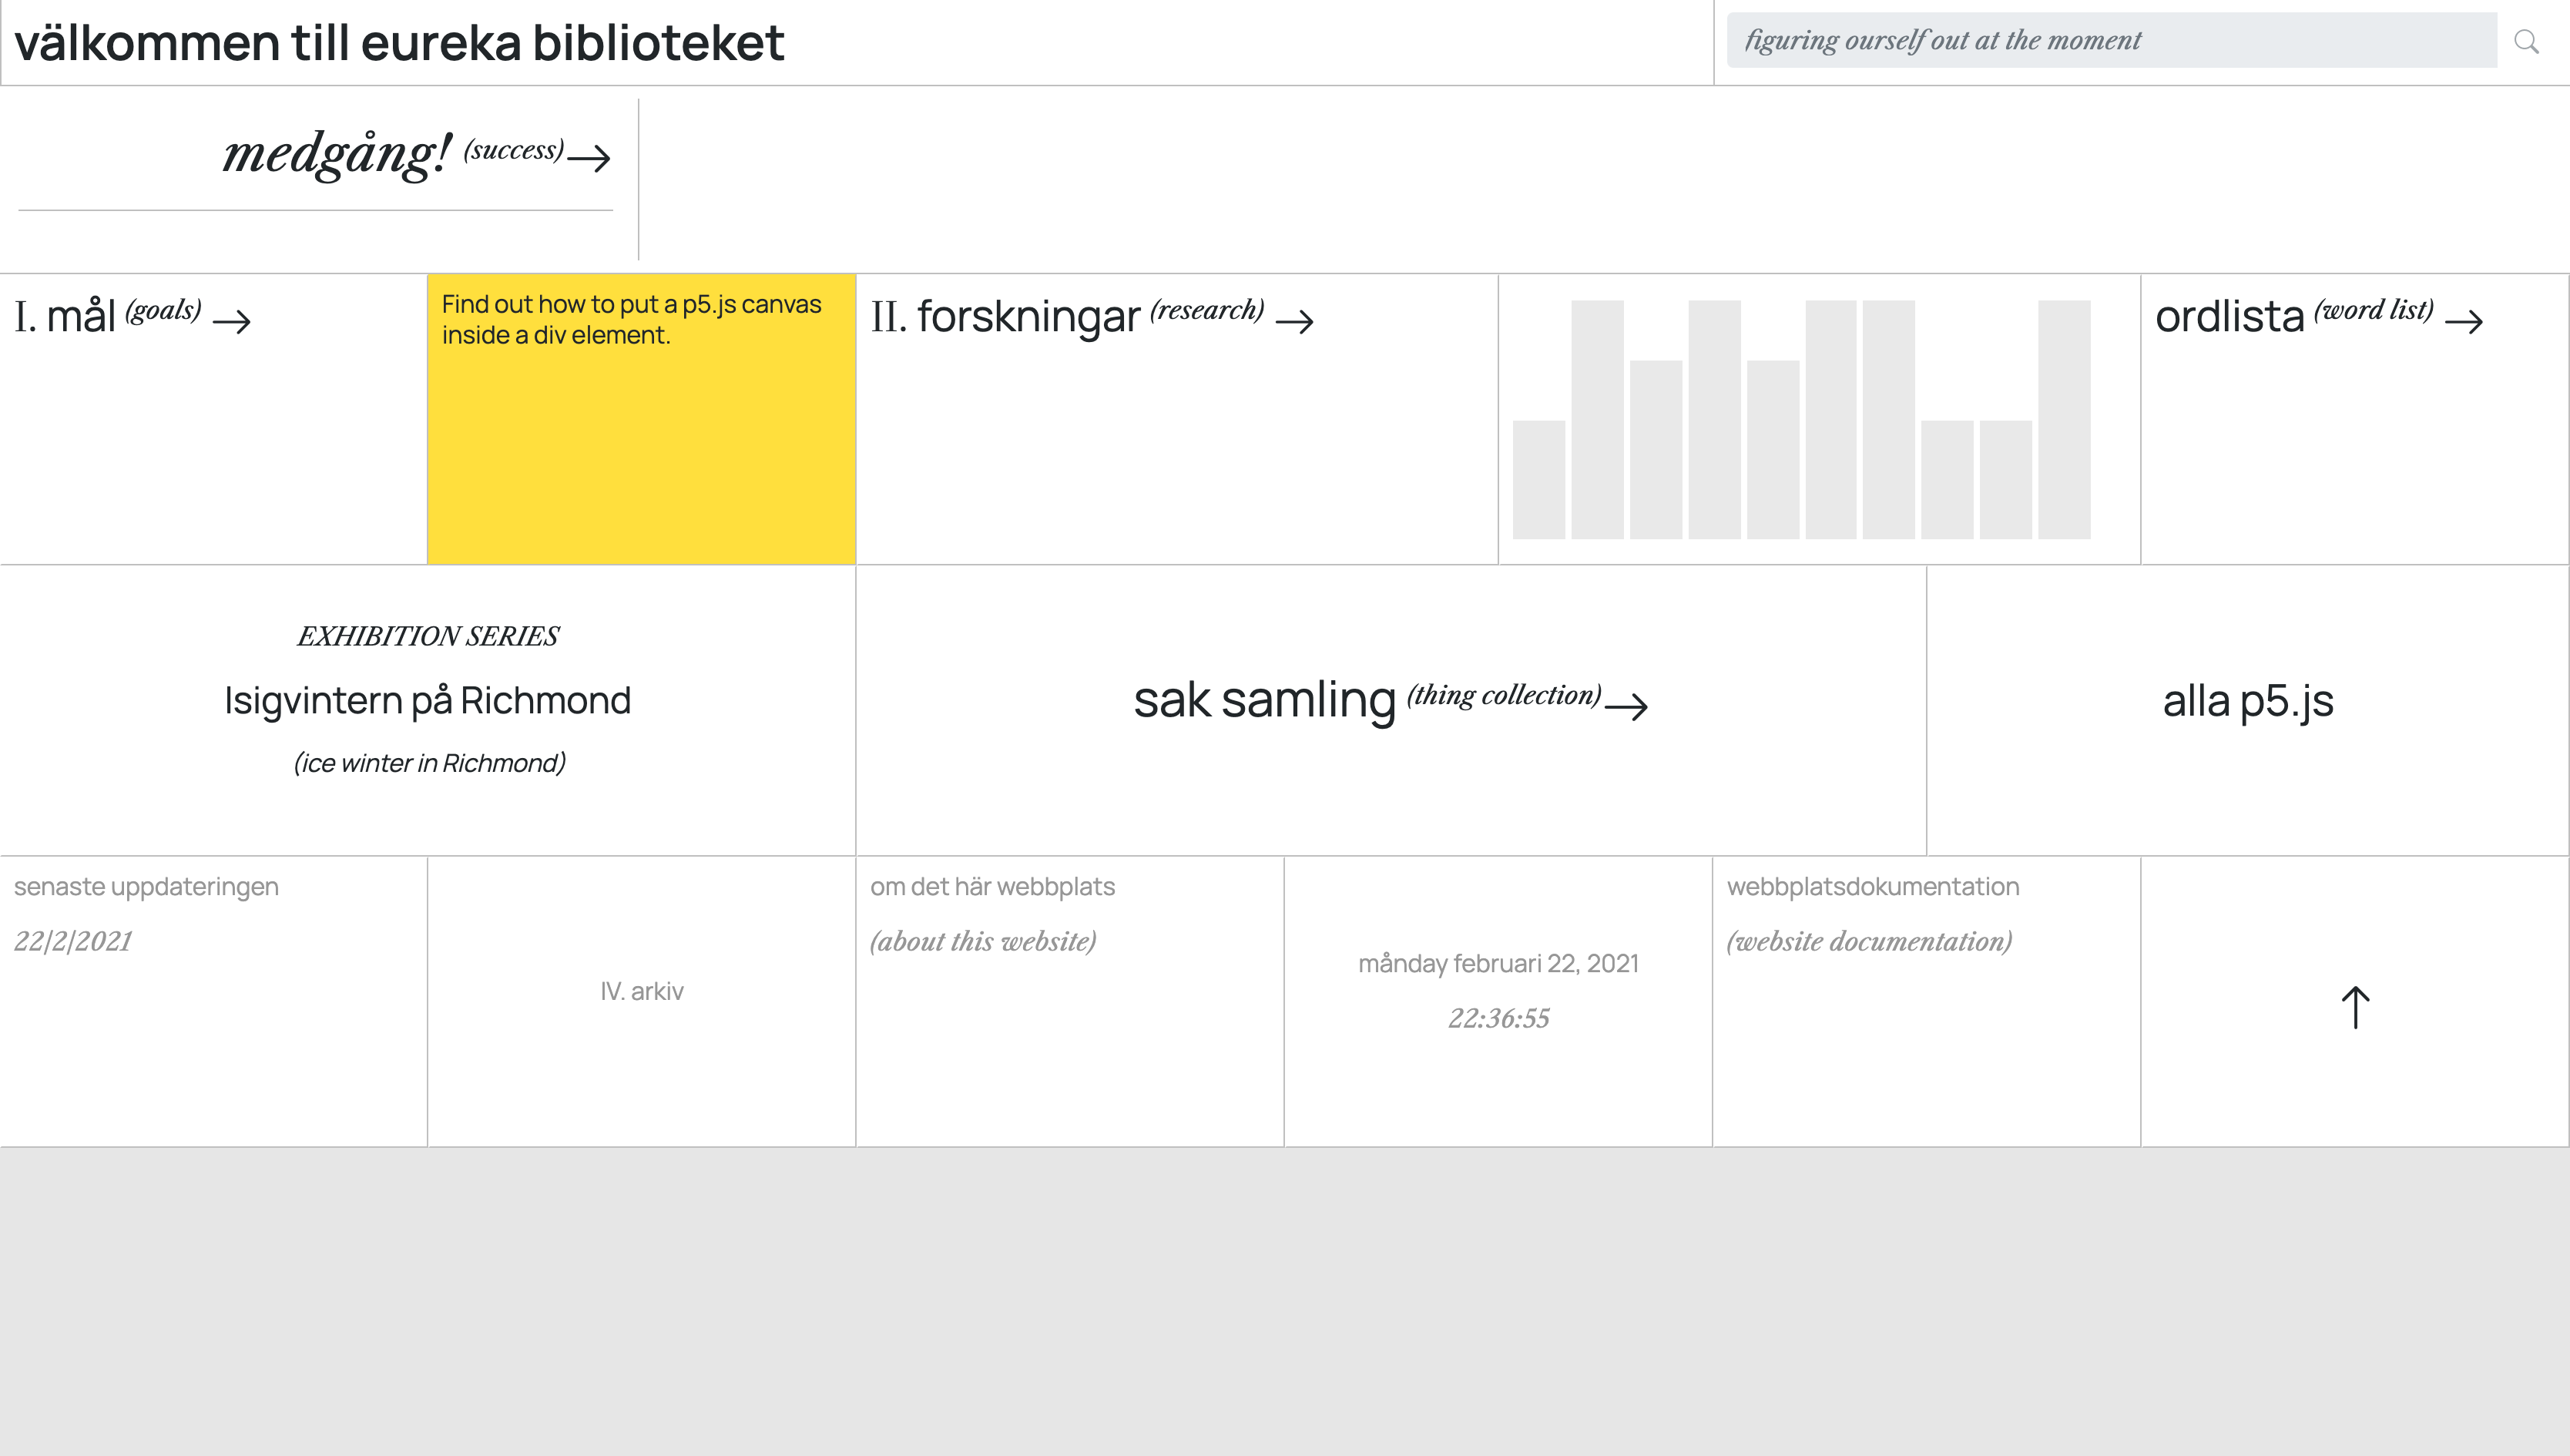 välkommen till eureka biblioteket
figuring ourself out at the moment
medgång! (success)→
I. mål (goals) →
Find out how to put a p5.js canvas
inside a div element.
II. forskningar (research) →
ordlista (word list) →
EXHIBITION SERIES
Isigvintern på Richmond
(ice winter in Richmond)
sak samling (thing collection)→
alla p5.js
senaste uppdateringen
22/2/2021
IV. arkiv
om det här webbplats
(about this website)
månday februari 22, 2021
22:36:55
webbplatsdokumentation
(website documentation)
↑